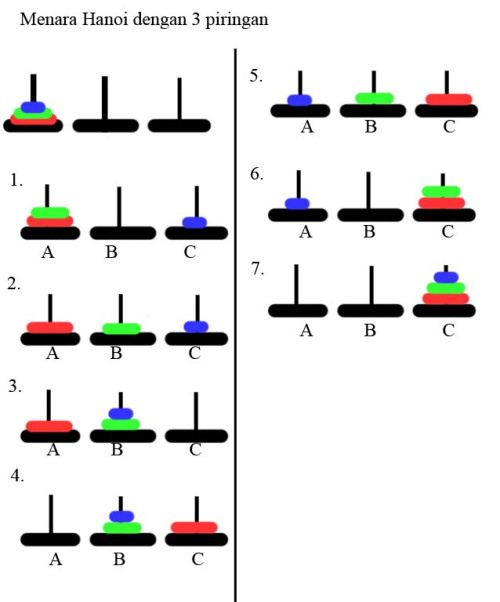 Menara Hanoi dengan 3 piringan
1.
A B C
2.
A B C
3.
A B C
4.
A B C
5.
A B C
6.
A B C
7.
A B C